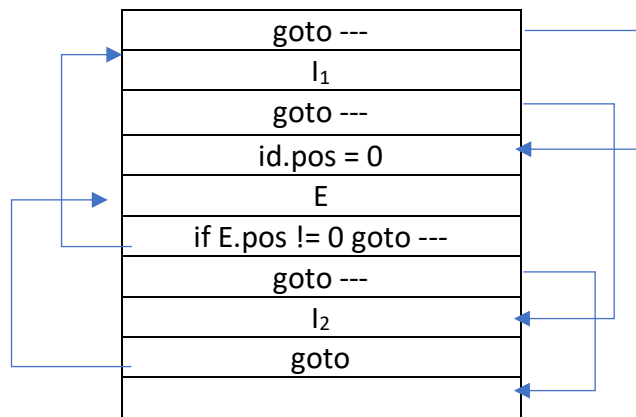 goto ---
I₁
goto ---
id.pos = 0
E
if E.pos != 0 goto ---
goto ---
I₂
goto